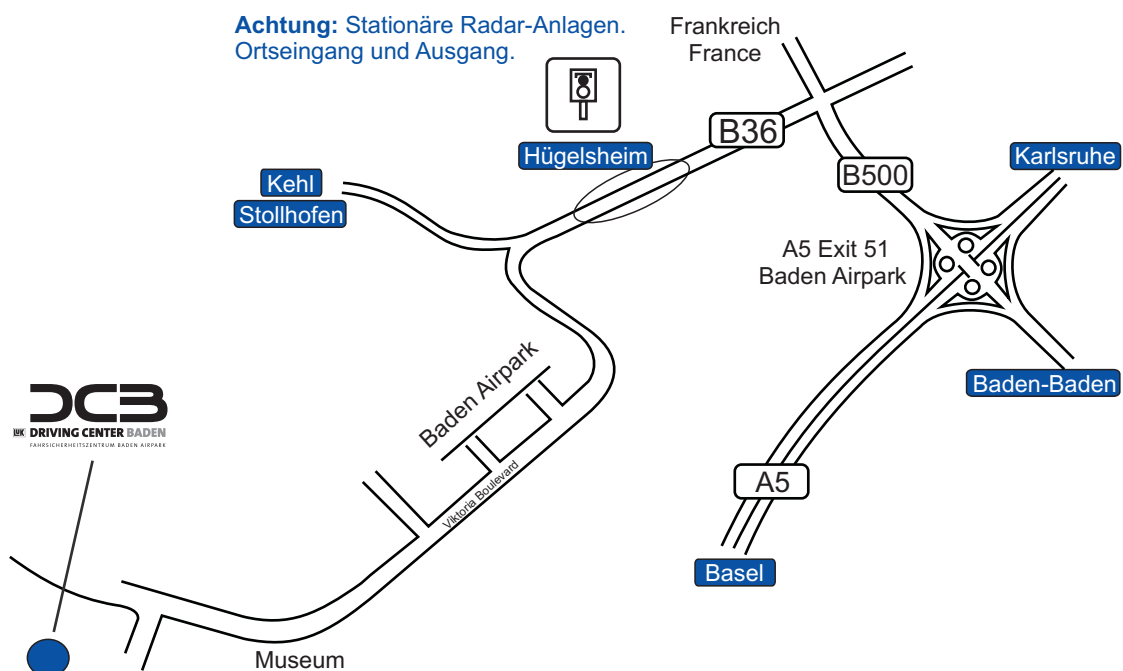 Achtung: Stationäre Radar-Anlagen.
Ortseingang und Ausgang.
Frankreich
France
B36
Hügelsheim
Karlsruhe
Kehl
B500
Stollhofen
A5 Exit 51
Baden Airpark
Baden Airpark
Baden-Baden
DCB
LUK DRIVING CENTER BADEN
FAHRSICHERHEITSZENTRUM BADEN AIRPARK
Viktoria Boulevard
A5
Basel
Museum